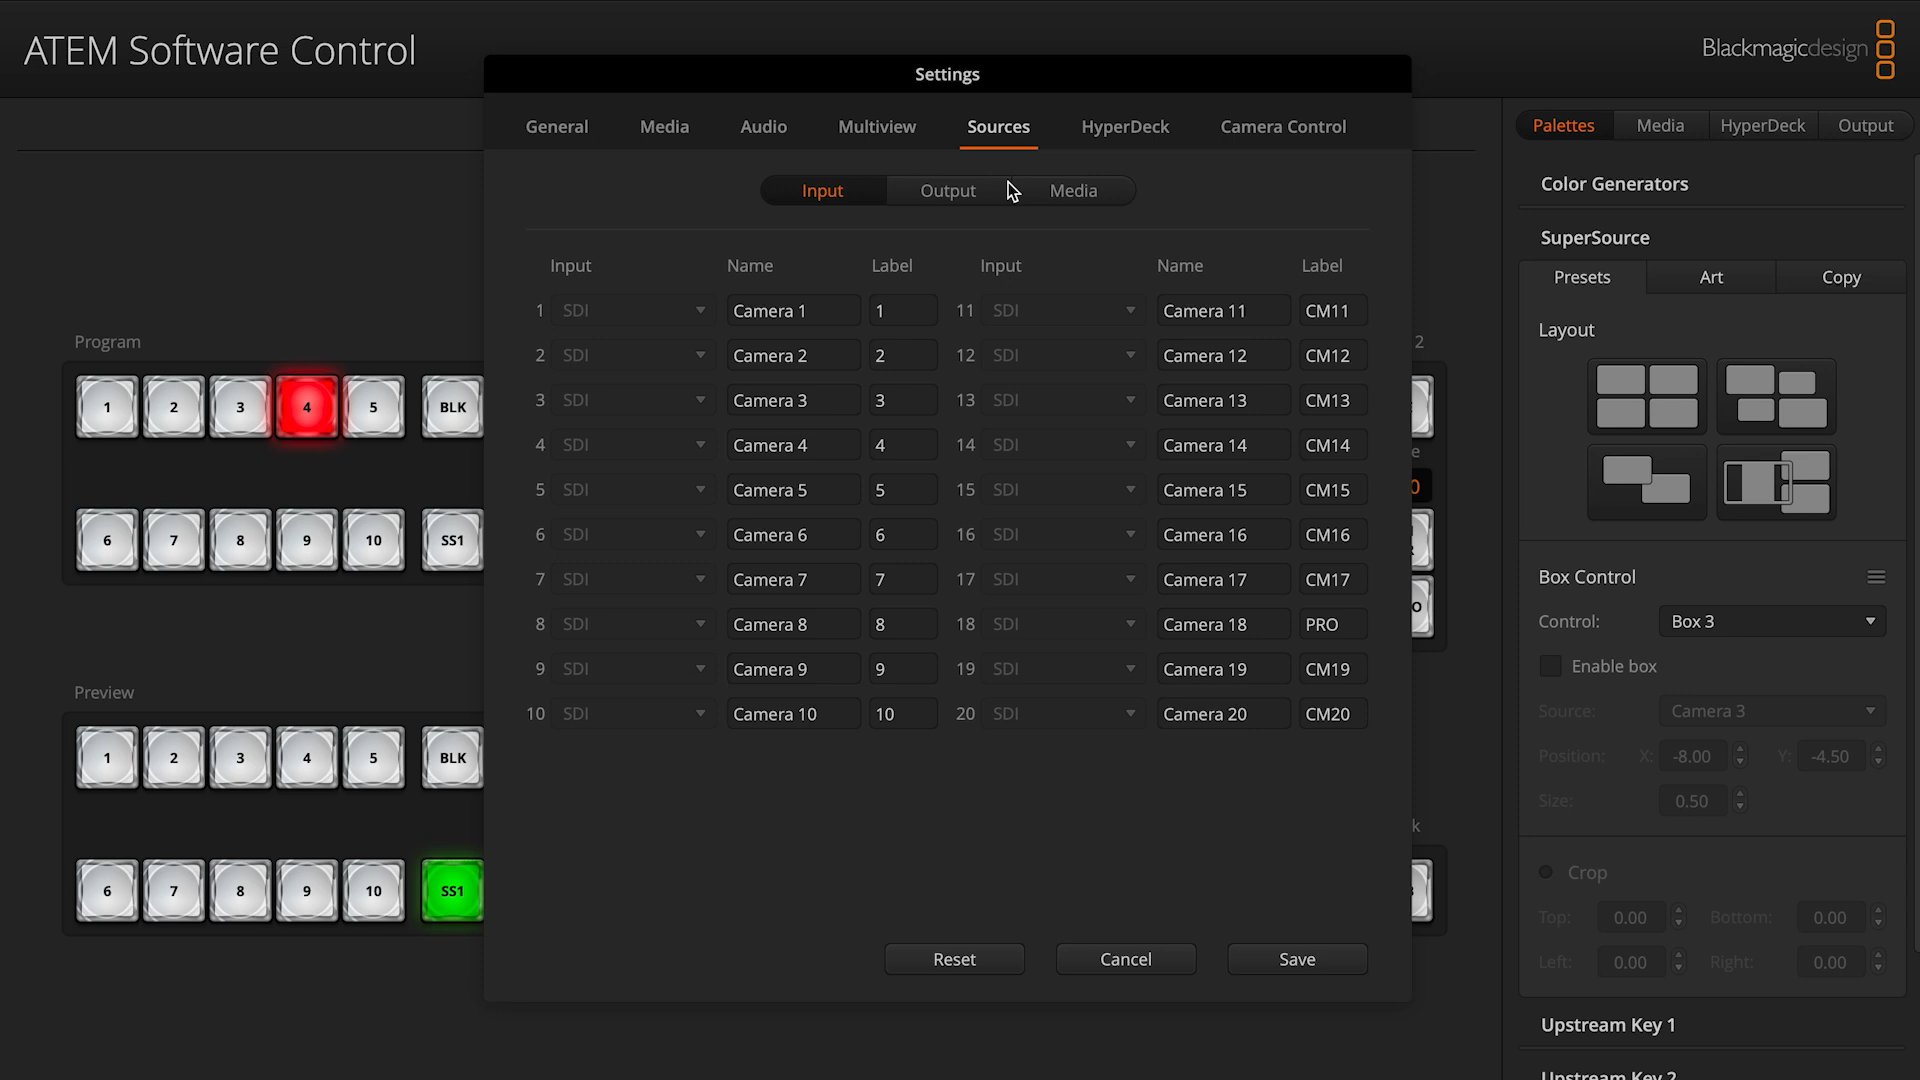 ATEM Software Control
Blackmagicdesign
Settings
General Media Audio Multiview Sources HyperDeck Camera Control
Input Output Media
Input Name Label Input Name Label
1 SDI Camera 1 1 11 SDI Camera 11 CM11
2 SDI Camera 2 2 12 SDI Camera 12 CM12
3 SDI Camera 3 3 13 SDI Camera 13 CM13
4 SDI Camera 4 4 14 SDI Camera 14 CM14
5 SDI Camera 5 5 15 SDI Camera 15 CM15
6 SDI Camera 6 6 16 SDI Camera 16 CM16
7 SDI Camera 7 7 17 SDI Camera 17 CM17
8 SDI Camera 8 8 18 SDI Camera 18 PRO
9 SDI Camera 9 9 19 SDI Camera 19 CM19
10 SDI Camera 10 10 20 SDI Camera 20 CM20
Reset Cancel Save
Program
1 2 3 4 5 BLK
6 7 8 9 10 SS1
Preview
1 2 3 4 5 BLK
6 7 8 9 10 SS1
2
e
0
O
k
Palettes Media HyperDeck Output
Color Generators
SuperSource
Presets Art Copy
Layout
Box Control
Control: Box 3
Enable box
Source: Camera 3
Position: X: -8.00 Y: -4.50
Size: 0.50
Crop
Top: 0.00 Bottom: 0.00
Left: 0.00 Right: 0.00
Upstream Key 1
Upstream Key 2